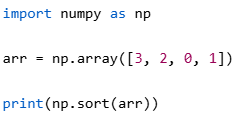 import numpy as np
arr = np.array([3, 2, 0, 1])
print(np.sort(arr))